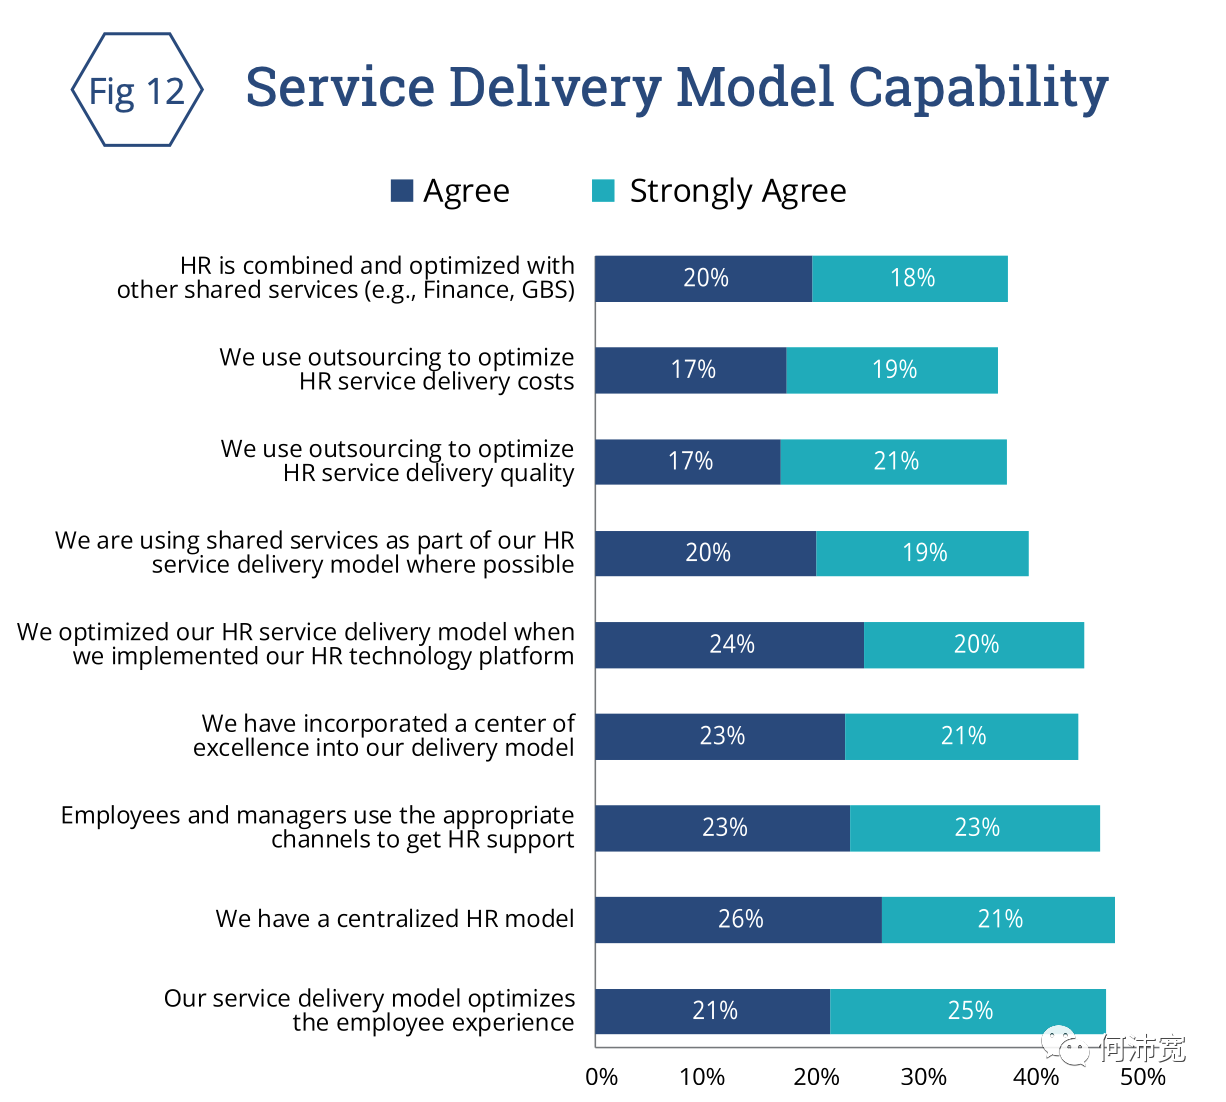 Fig 12
Service Delivery Model Capability
Agree
Strongly Agree
HR is combined and optimized with
other shared services (e.g., Finance, GBS)
20%
18%
We use outsourcing to optimize
HR service delivery costs
17%
19%
We use outsourcing to optimize
HR service delivery quality
17%
21%
We are using shared services as part of our HR
service delivery model where possible
20%
19%
We optimized our HR service delivery model when
we implemented our HR technology platform
24%
20%
We have incorporated a center of
excellence into our delivery model
23%
21%
Employees and managers use the appropriate
channels to get HR support
23%
23%
We have a centralized HR model
26%
21%
Our service delivery model optimizes
the employee experience
21%
25%
何沛宽
0%
10%
20%
30%
40%
50%